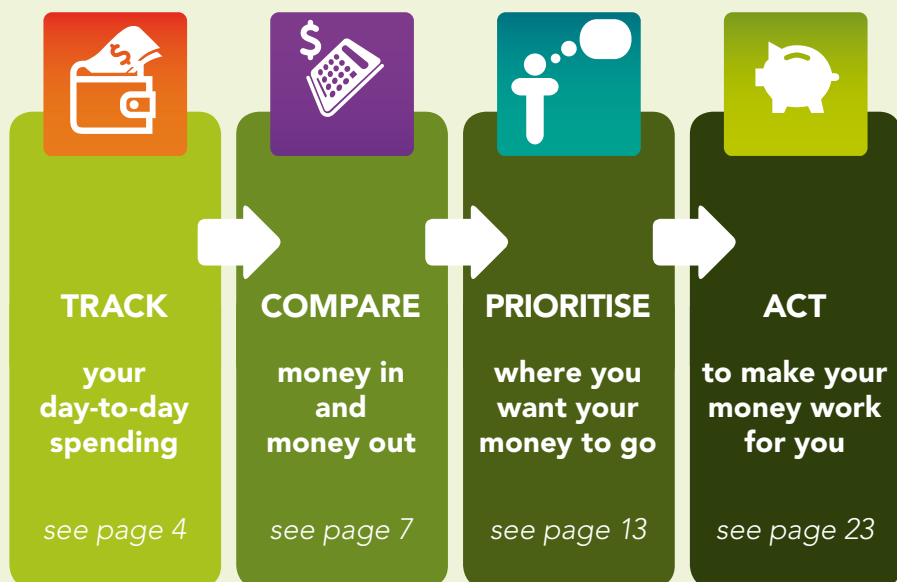 $
$
TRACK
your
day-to-day
spending
see page 4
COMPARE
money in
and
money out
see page 7
PRIORITISE
where you
want your
money to go
see page 13
ACT
to make your
money work
for you
see page 23